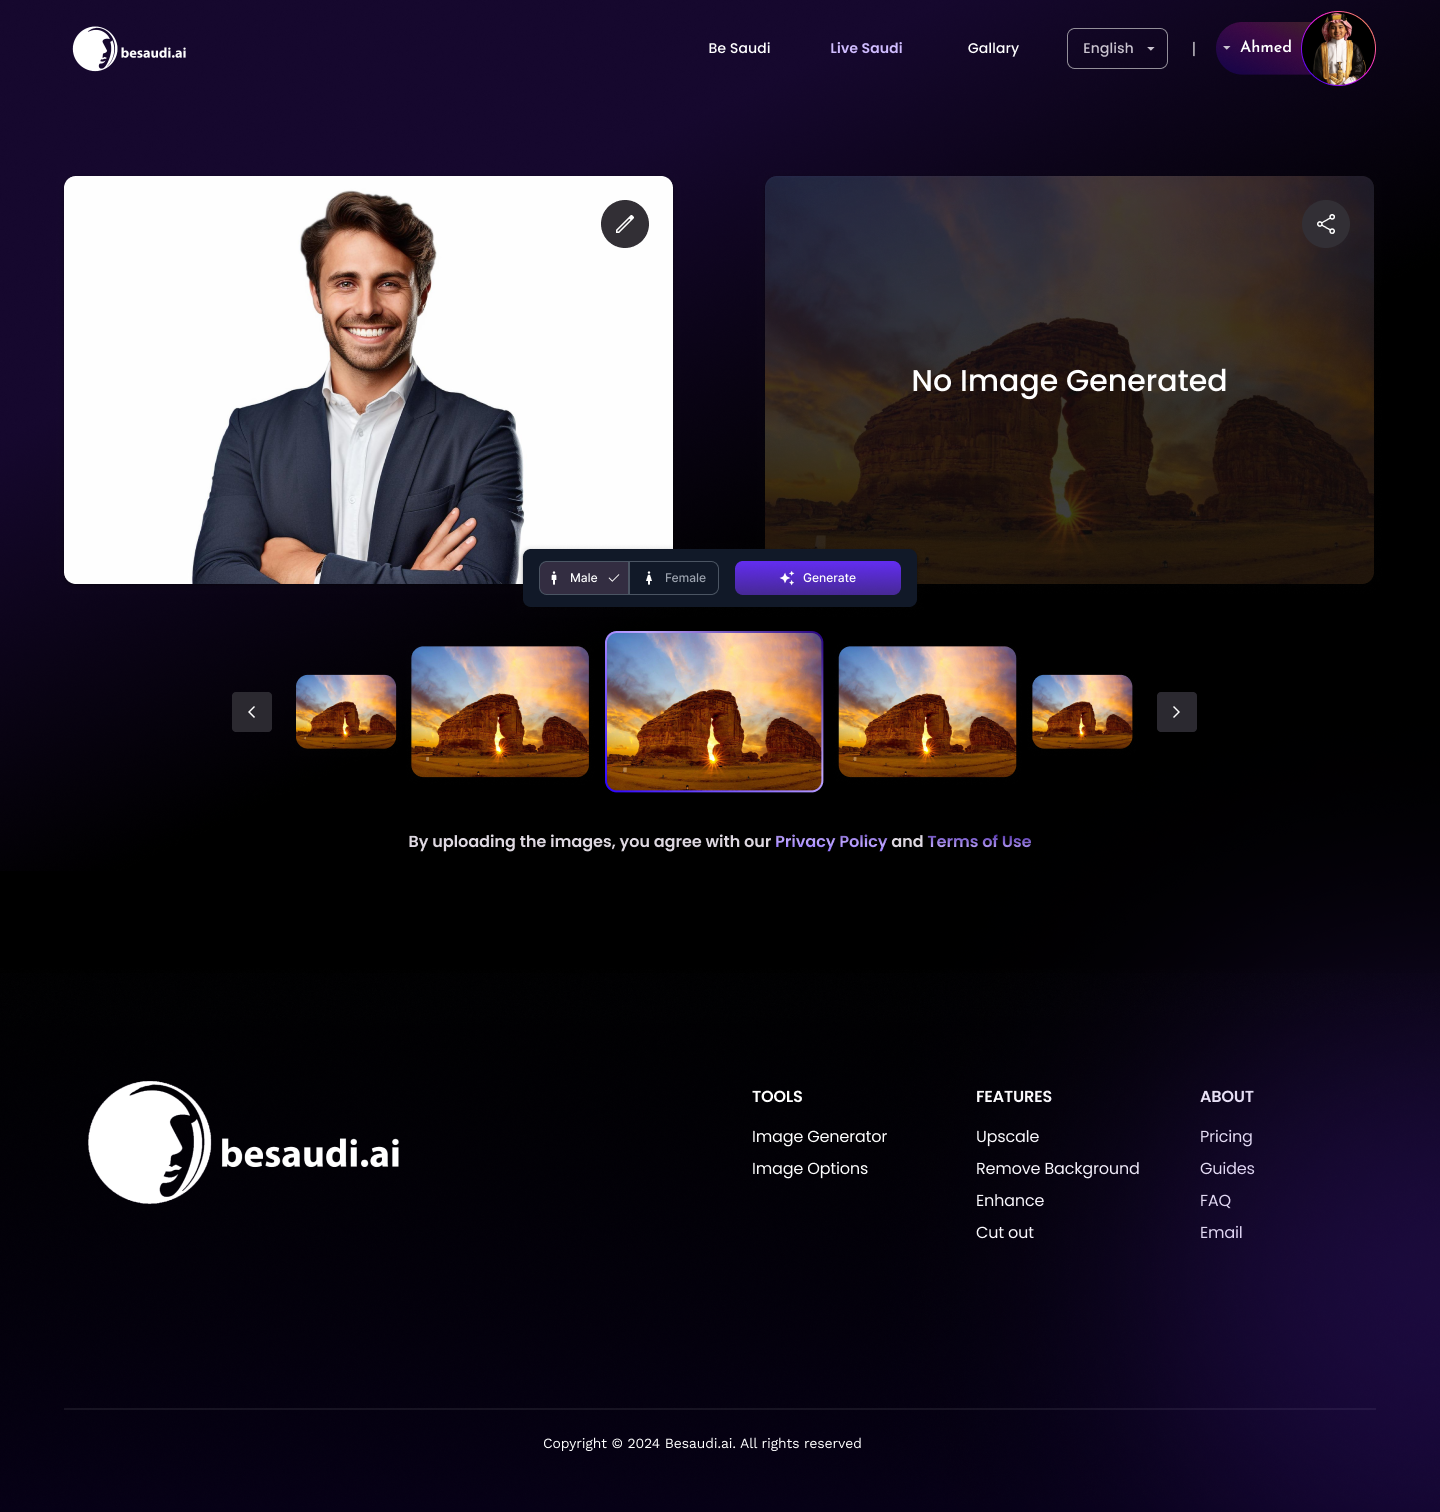 besaudi.ai
Be Saudi
Live Saudi
Gallary
English
|
Ahmed
No Image Generated
Male
Female
Generate
By uploading the images, you agree with our Privacy Policy and Terms of Use
besaudi.ai
TOOLS
Image Generator
Image Options
FEATURES
Upscale
Remove Background
Enhance
Cut out
ABOUT
Pricing
Guides
FAQ
Email
Copyright © 2024 Besaudi.ai. All rights reserved